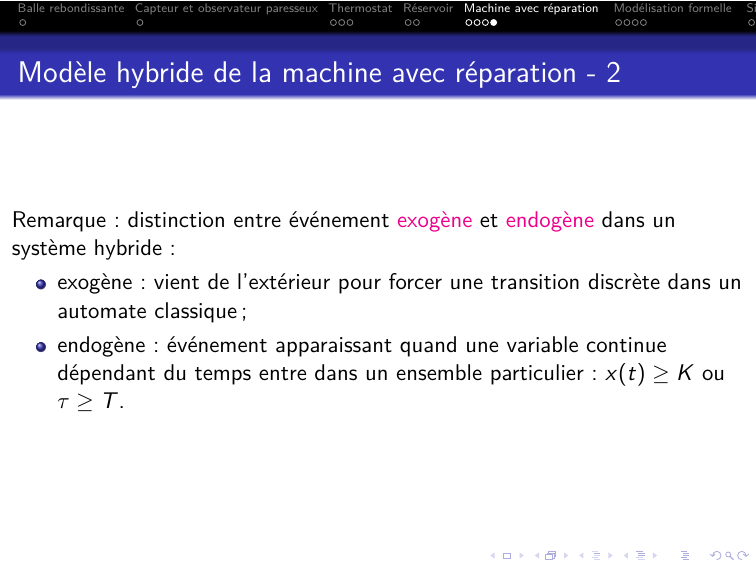 Balle rebondissante Capteur et observateur paresseux Thermostat Réservoir Machine avec réparation Modélisation formelle Si
Modèle hybride de la machine avec réparation - 2
Remarque : distinction entre événement exogène et endogène dans un
système hybride :
exogène : vient de l'extérieur pour forcer une transition discrète dans un
automate classique ;
endogène : événement apparaissant quand une variable continue
dépendant du temps entre dans un ensemble particulier : x(t) ≥ K ou
τ ≥ T.